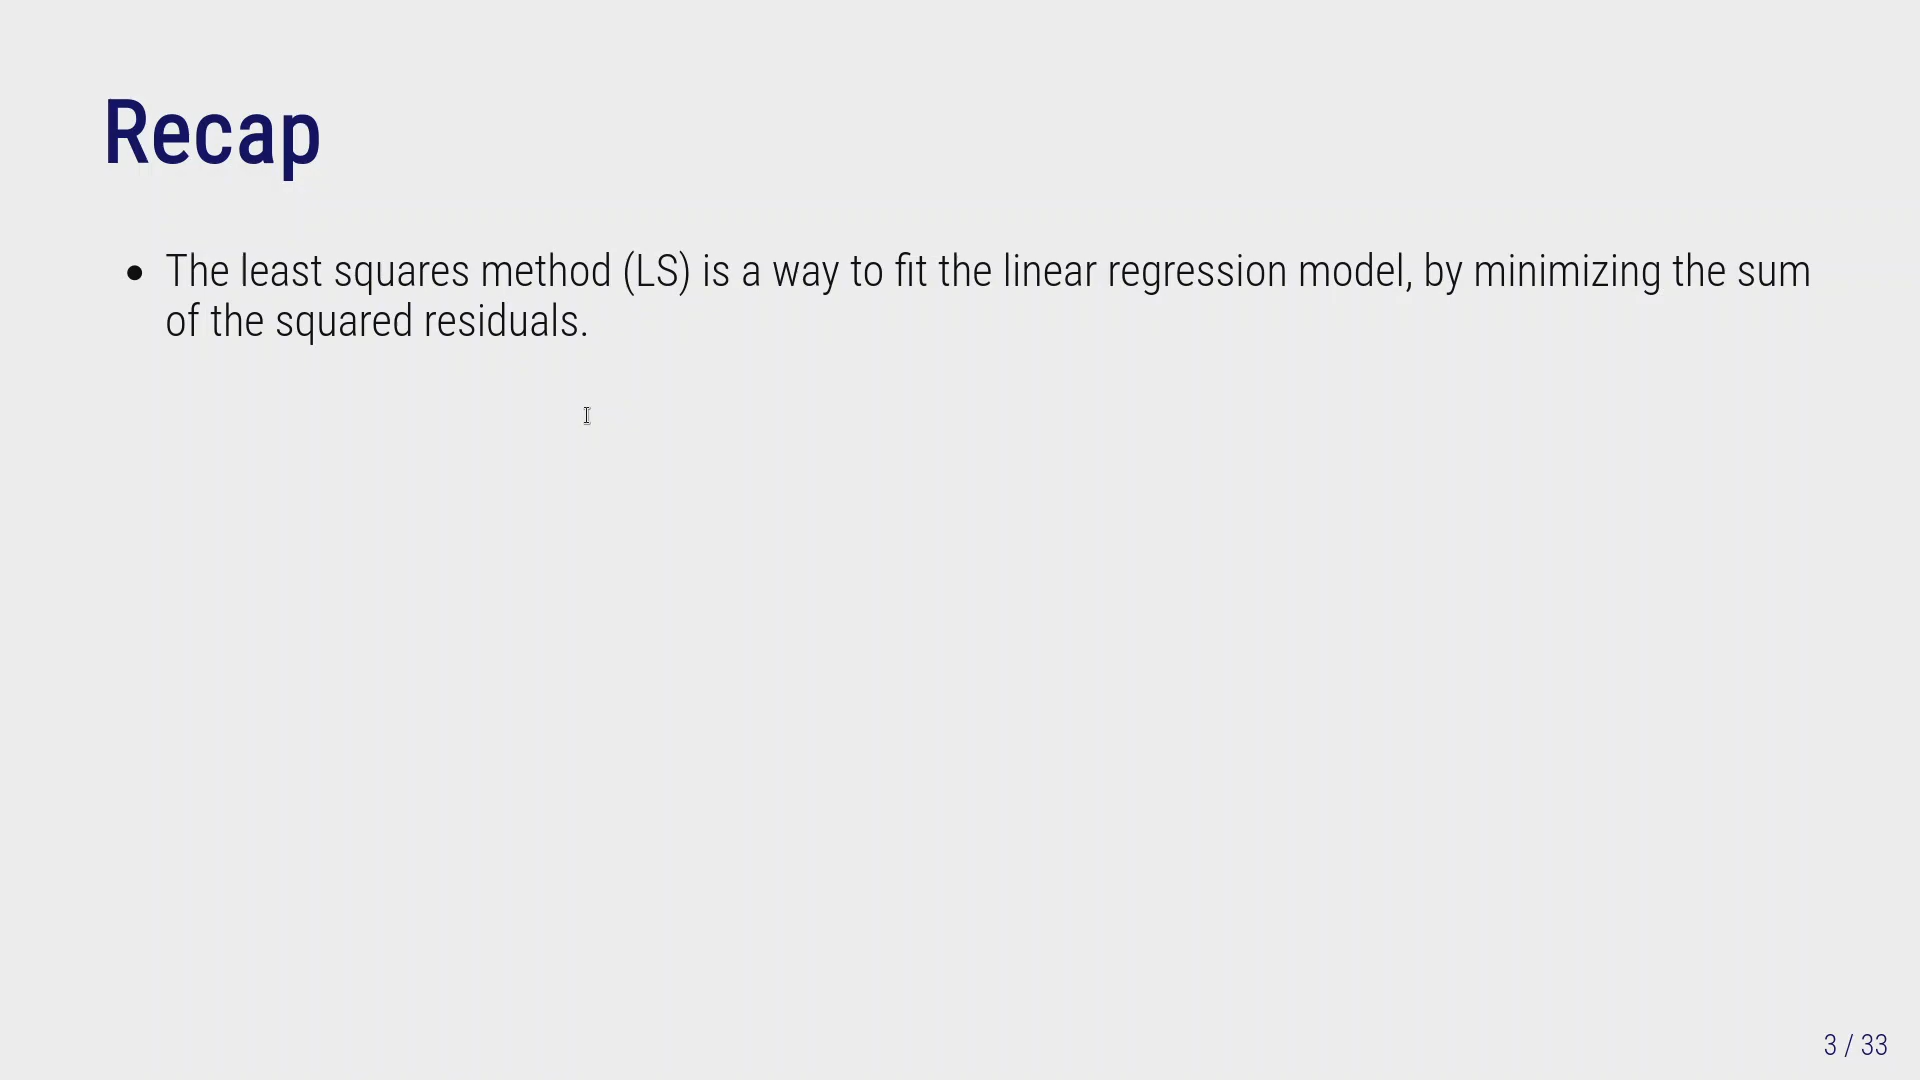 Recap
• The least squares method (LS) is a way to fit the linear regression model, by minimizing the sum
of the squared residuals.
3 / 33